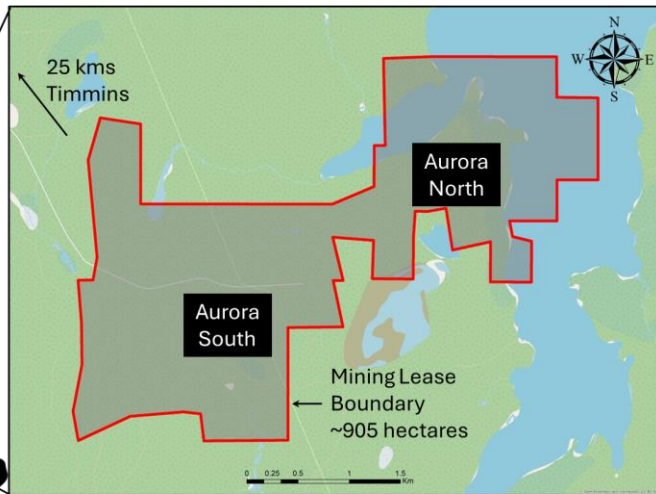 25 kms
Timmins
N
W
E
S
Aurora
North
Aurora
South
Mining Lease
Boundary
~905 hectares
0 0.25 0.5 1 1.5
Km